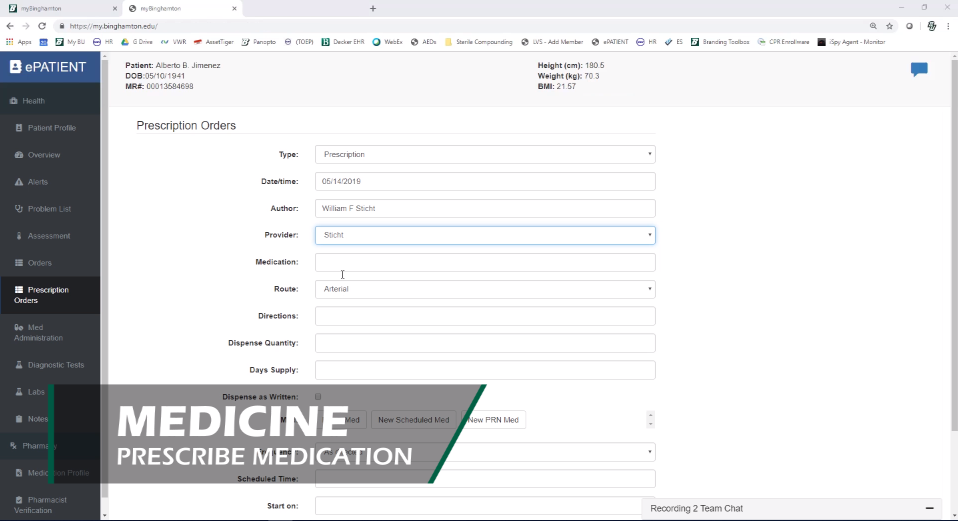 myBinghamton
myBinghamton
https://my.binghamton.edu/
Apps
My BU
HR
G Drive
VWR
AssetTiger
Panopto
(TOEP)
Decker EHR
WebEx
AEDs
Sterile Compounding
LVS - Add Member
ePATIENT
HR
ES
Branding Toolbox
CPR Enrollware
iSpy Agent - Monitor
ePATIENT
Patient: Alberto B. Jimenez
DOB:05/10/1941
MR#: 00013584698
Height (cm): 180.5
Weight (kg): 70.3
BMI: 21.57
Health
Patient Profile
Overview
Alerts
Problem List
Assessment
Orders
Prescription
Orders
Med
Administration
Diagnostic Tests
Labs
Notes
Pharmacy
Medication Profile
Pharmacist
Verification
Prescription Orders
Type: Prescription
Date/time: 05/14/2019
Author: William F Sticht
Provider: Sticht
Medication:
Route: Arterial
Directions:
Dispense Quantity:
Days Supply:
Dispense as Written:
Med
New Scheduled Med
New PRN Med
Scheduled Time:
Start on:
MEDICINE
PRESCRIBE MEDICATION
Recording 2 Team Chat